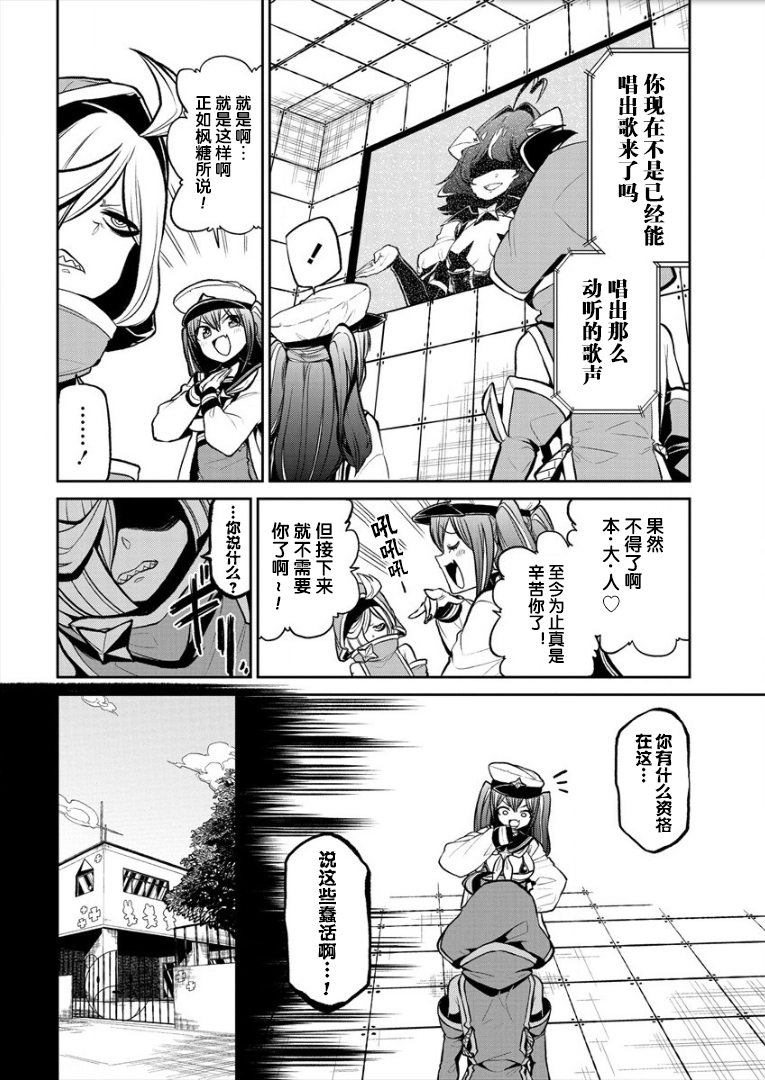 你现在不是已经能
唱出歌来了吗
唱出那么
动听的歌声
！
就是啊…
就是这样啊
正如枫糖所说！
……
果然
不得了啊
本·大·人♡
至今为止真是
辛苦你了！
吼
吼
吼~
但接下来
就不需要
你了啊~！
…你说什么？
你有什么资格
在这…
说这些蠢话啊…！